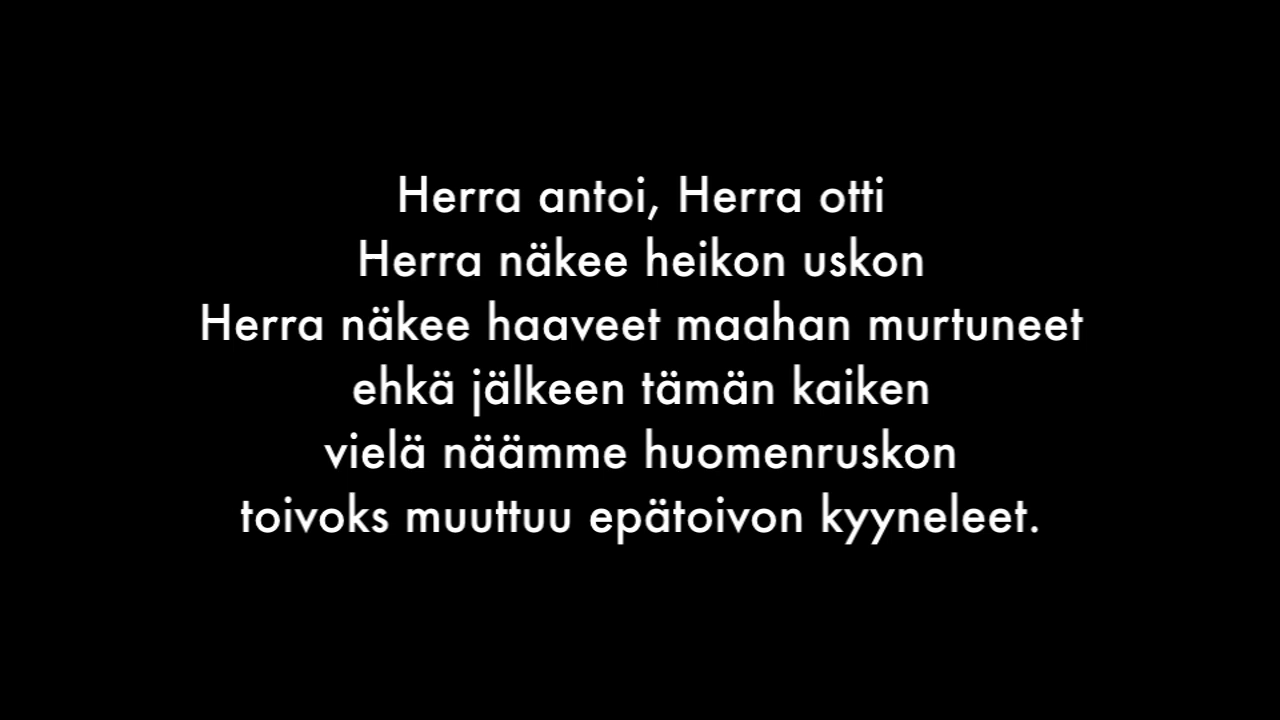 Herra antoi, Herra otti
Herra näkee heikon uskon
Herra näkee haaveet maahan murtuneet
ehkä jälkeen tämän kaiken
vielä näämme huomenruskon
toivoks muuttuu epätoivon kyyneleet.